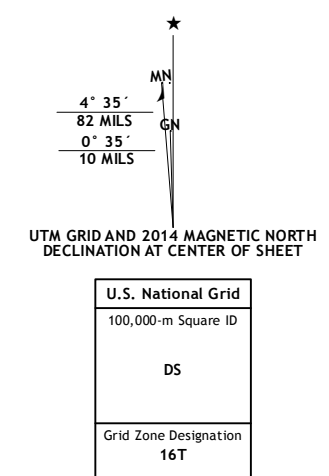 ★
MN
4° 35´
82 MILS
GN
0° 35´
10 MILS
UTM GRID AND 2014 MAGNETIC NORTH
DECLINATION AT CENTER OF SHEET
U.S. National Grid
100,000-m Square ID
DS
Grid Zone Designation
16T